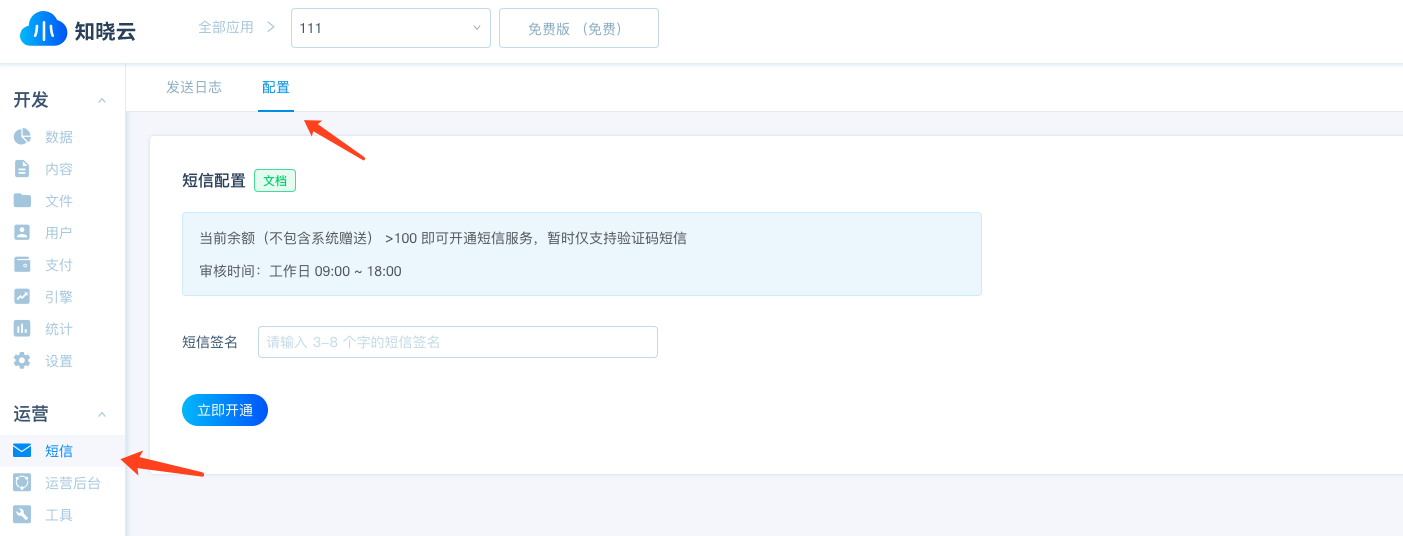 知晓云
全部应用
111
免费版 （免费）
开发
数据
内容
文件
用户
支付
引擎
统计
设置
运营
短信
运营后台
工具
发送日志
配置
短信配置
文档
当前余额（不包含系统赠送） >100 即可开通短信服务，暂时仅支持验证码短信
审核时间：工作日 09:00 ~ 18:00
短信签名
请输入 3-8 个字的短信签名
立即开通